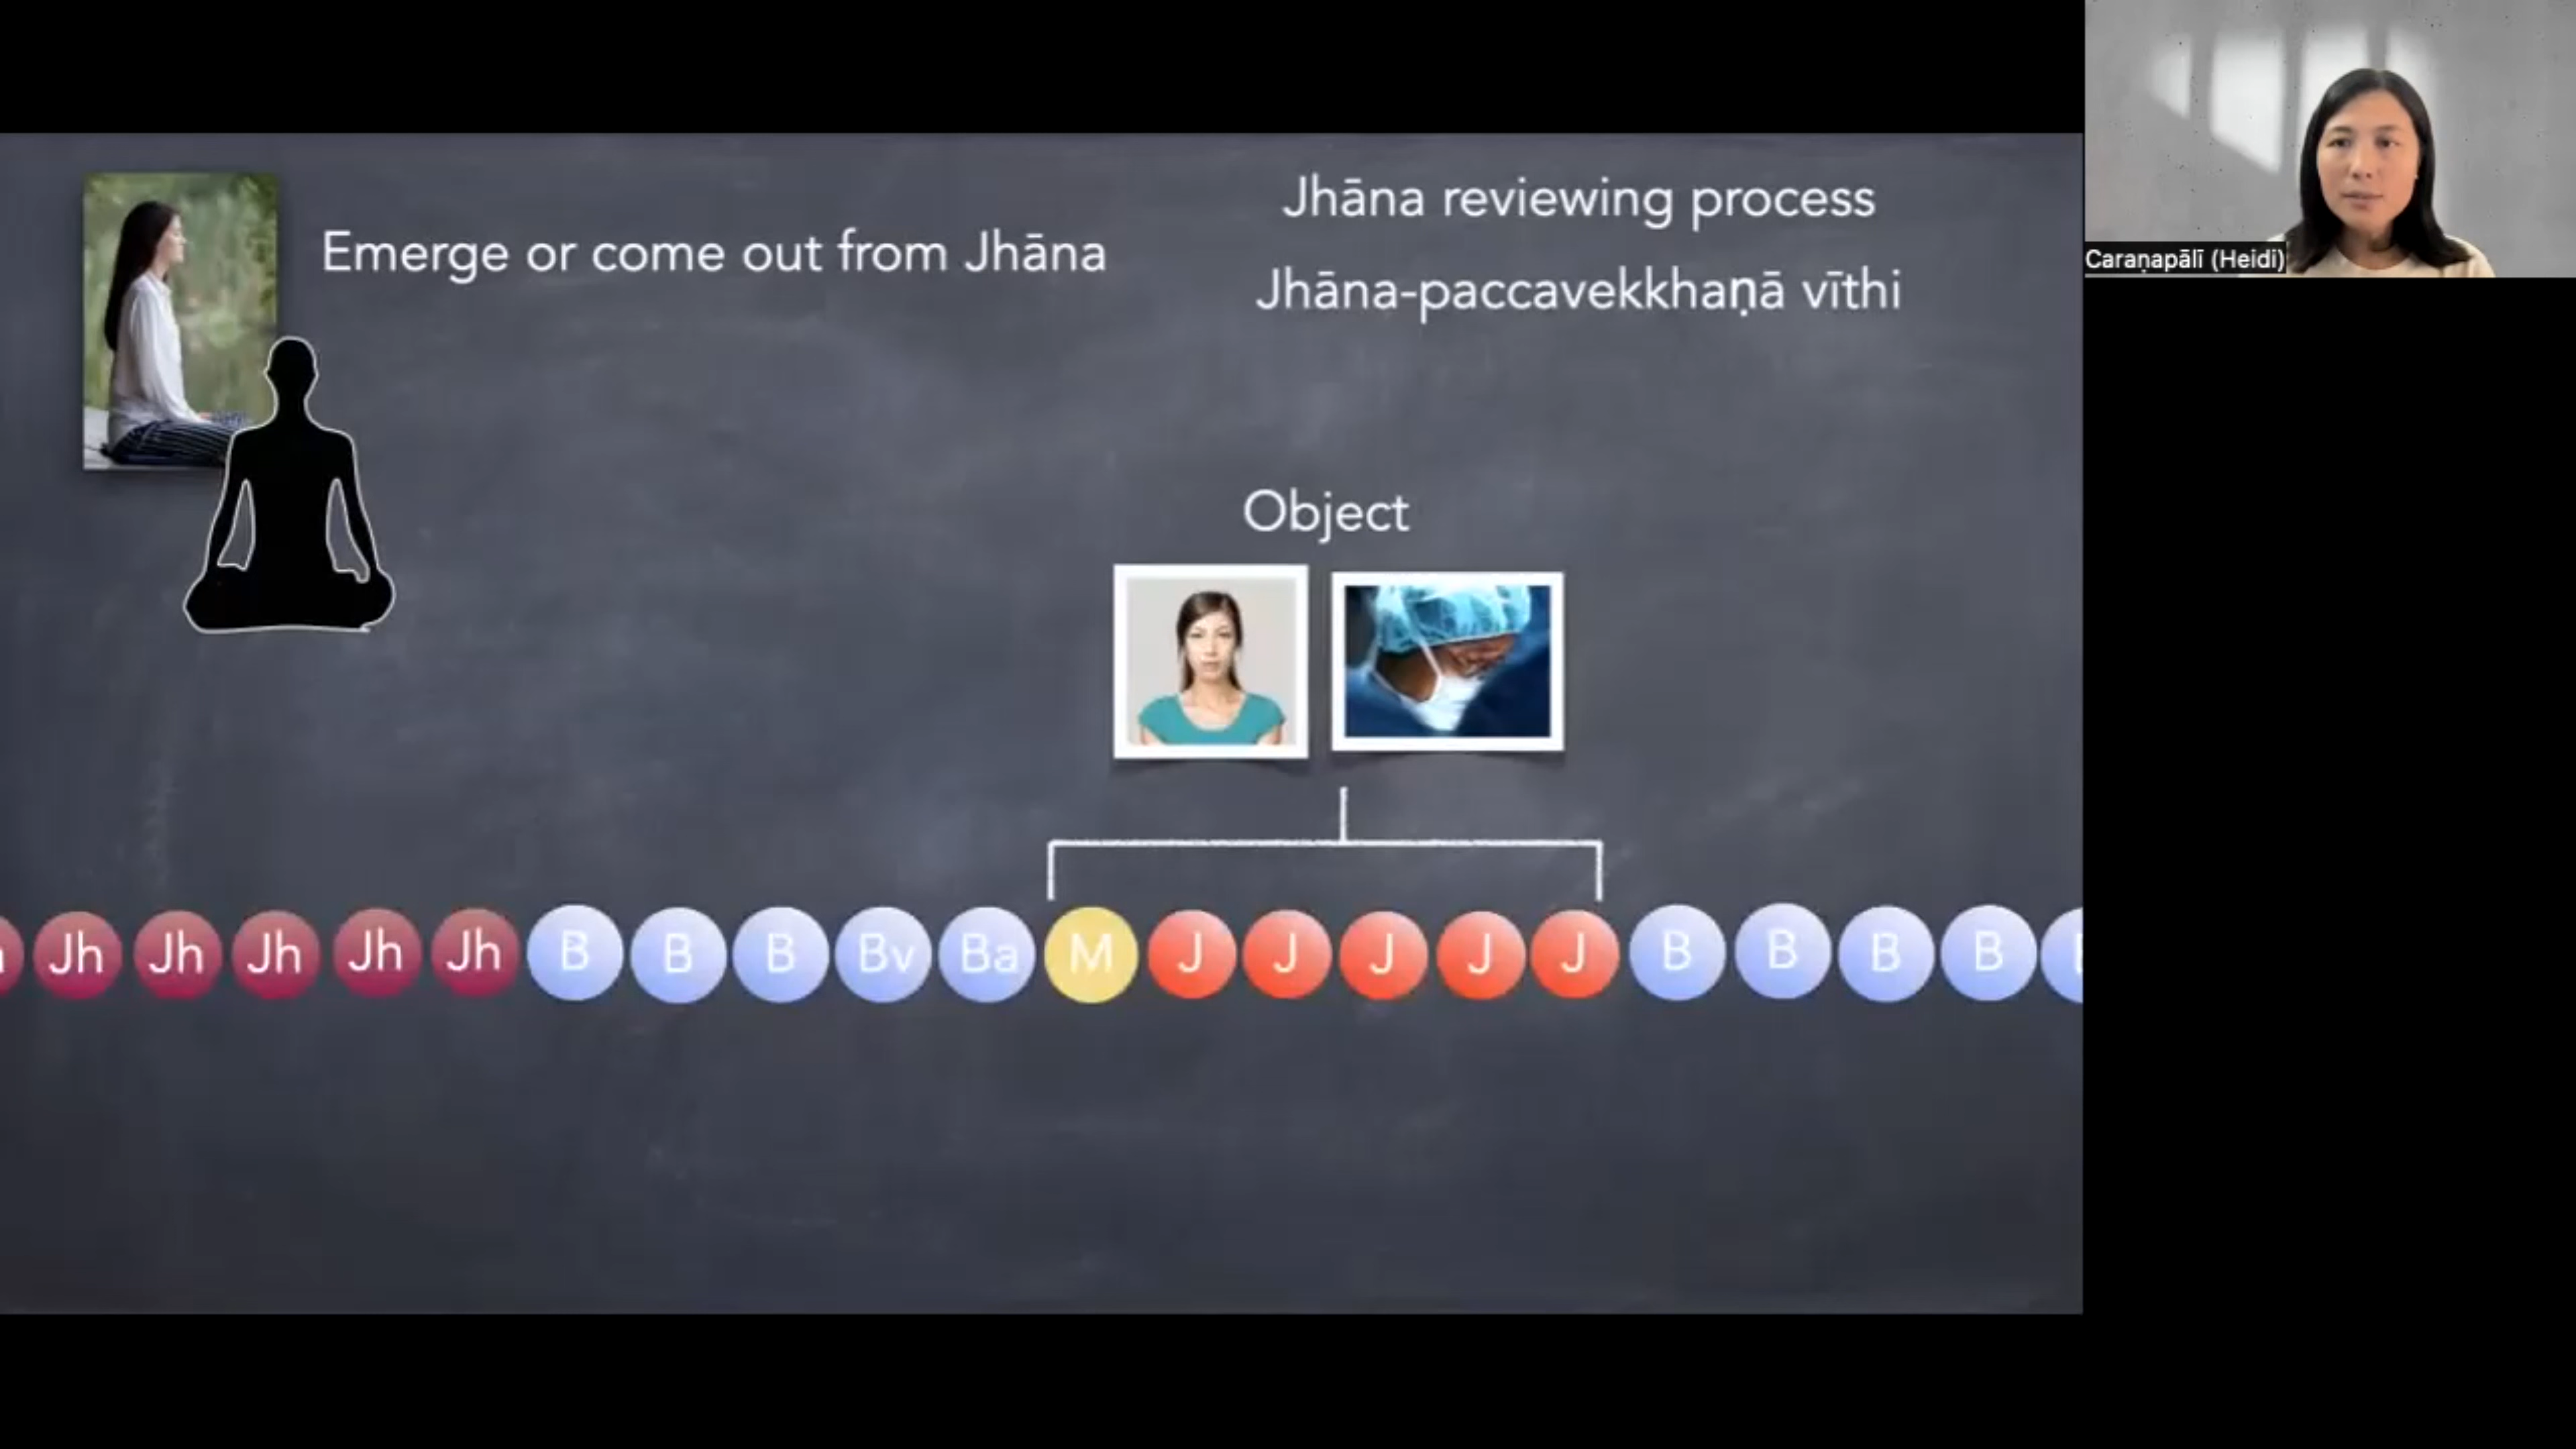 Jhāna reviewing process
Emerge or come out from Jhāna
Jhāna-paccavekkhaṇā vīthi
Caraṇapālī (Heidi)
Object
Jh Jh Jh Jh Jh B B B Bv Ba M J J J J J B B B B